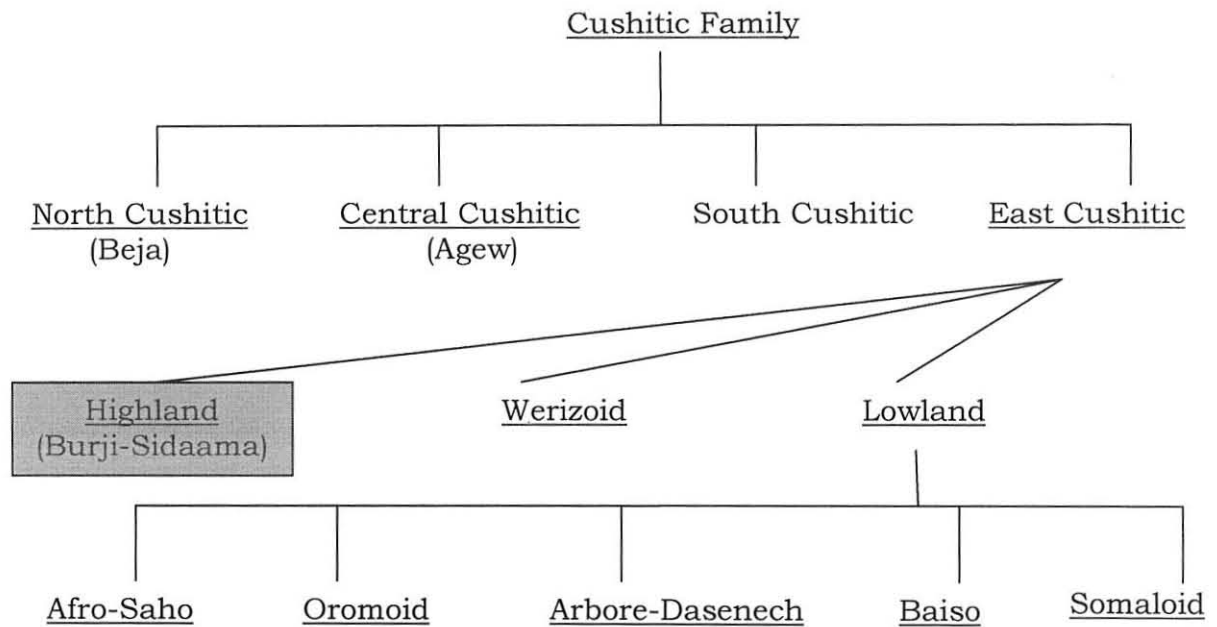 Cushitic Family
North Cushitic Central Cushitic South Cushitic East Cushitic
(Beja) (Agew)
Highland Werizoid Lowland
(Burji-Sidaama)
Afro-Saho Oromoid Arbore-Dasenech Baiso Somaloid